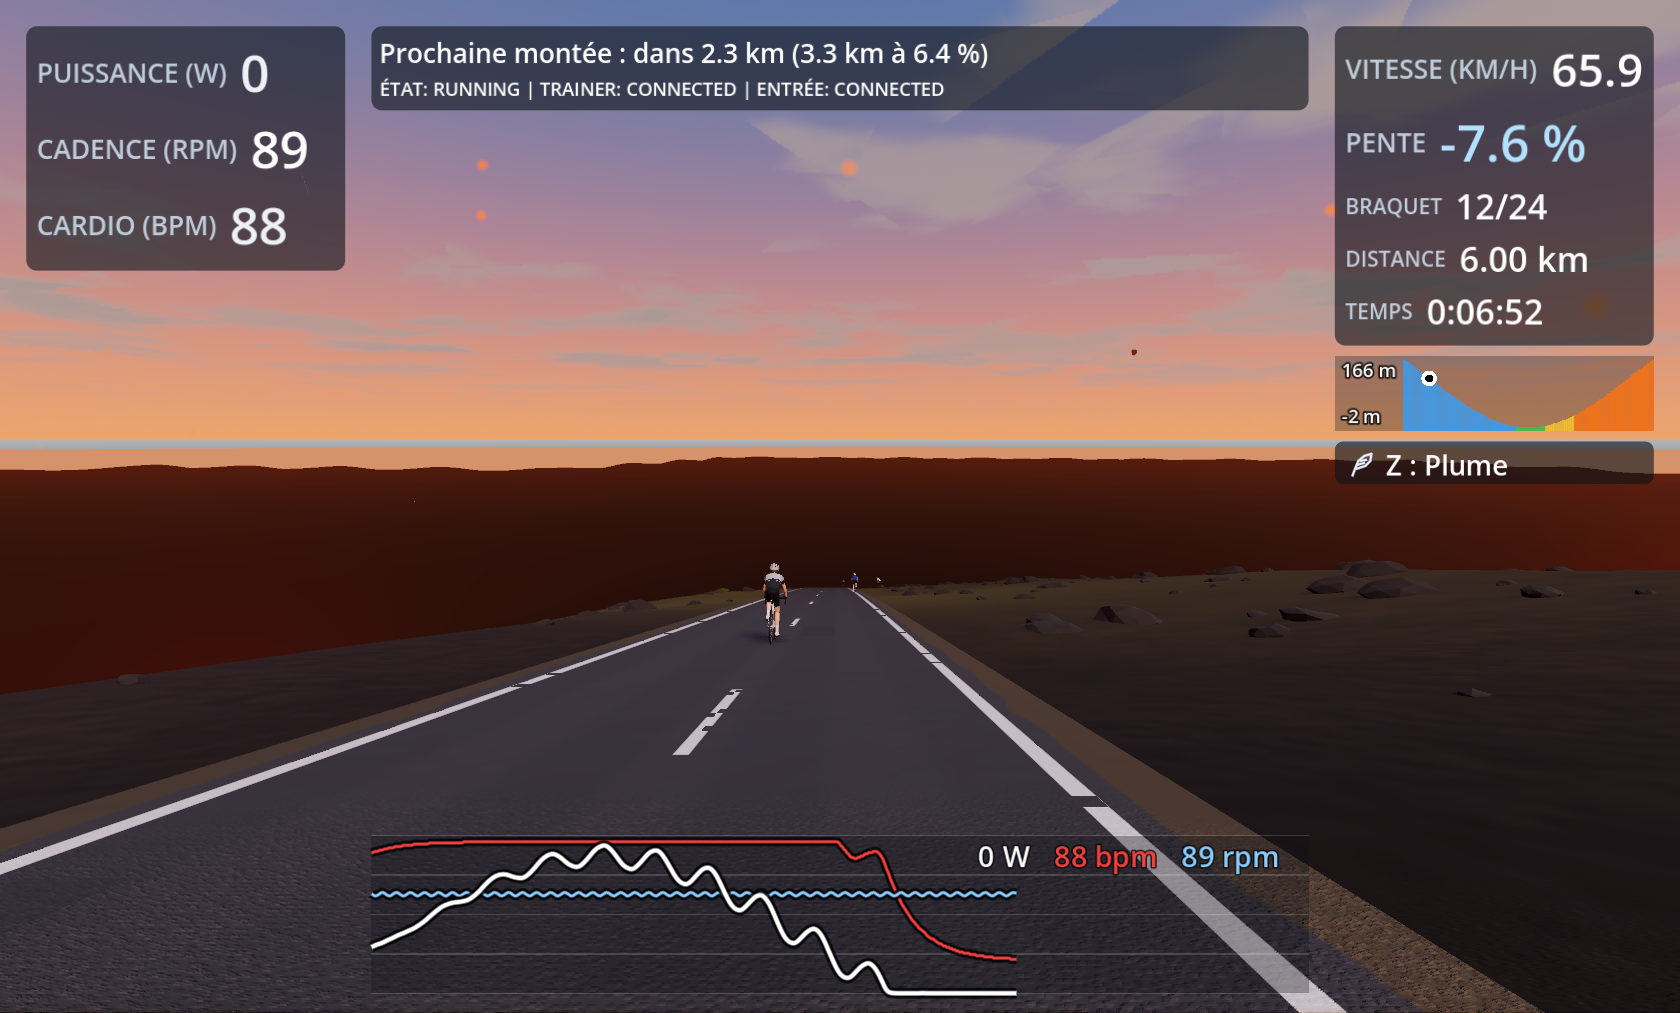 PUISSANCE (W) 0
CADENCE (RPM) 89
CARDIO (BPM) 88
Prochaine montée : dans 2.3 km (3.3 km à 6.4 %)
ÉTAT: RUNNING | TRAINER: CONNECTED | ENTRÉE: CONNECTED
VITESSE (KM/H) 65.9
PENTE -7.6 %
BRAQUET 12/24
DISTANCE 6.00 km
TEMPS 0:06:52
166 m
-2 m
Z : Plume
0 W 88 bpm 89 rpm